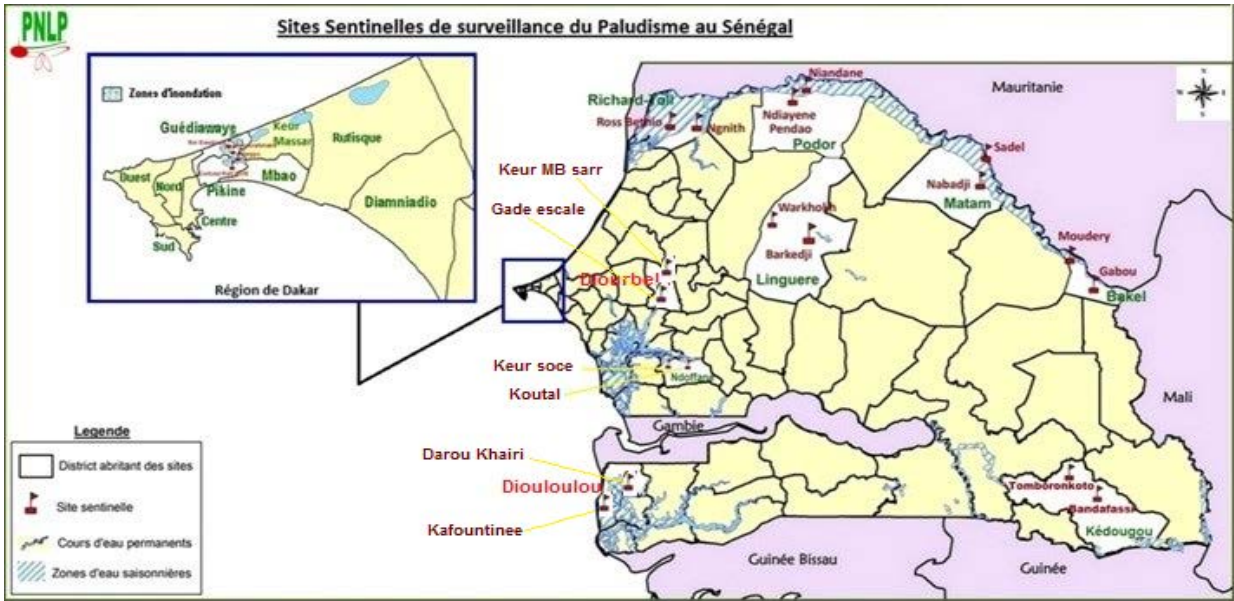 PNLP
Sites Sentinelles de surveillance du Paludisme au Sénégal
Zones d'inondation
Guédiawaye
Keur
Massar
Rufisque
Ouest
Nord
Pikine
Mbao
Diamniadio
Centre
Sud
Région de Dakar
Niandane
Mauritanie
Richard-Toll
Ross Bethio
Ngnith
Ndiayene
Pendao
Podor
Sadel
Nabadji
Matam
Keur MB sarr
Gade escale
Warkhokh
Barkedji
Linguere
Moudery
Gabou
Bakel
Diourbel
Keur soce
Ndoffane
Koutal
Mali
Gambie
Darou Khairi
Diouloulou
Kafountinee
Tomboronkoto
Bandafassi
Kédougou
Guinée Bissau
Guinée
Legende
District abritant des sites
Site sentinelle
Cours d'eau permanents
Zones d'eau saisonnières